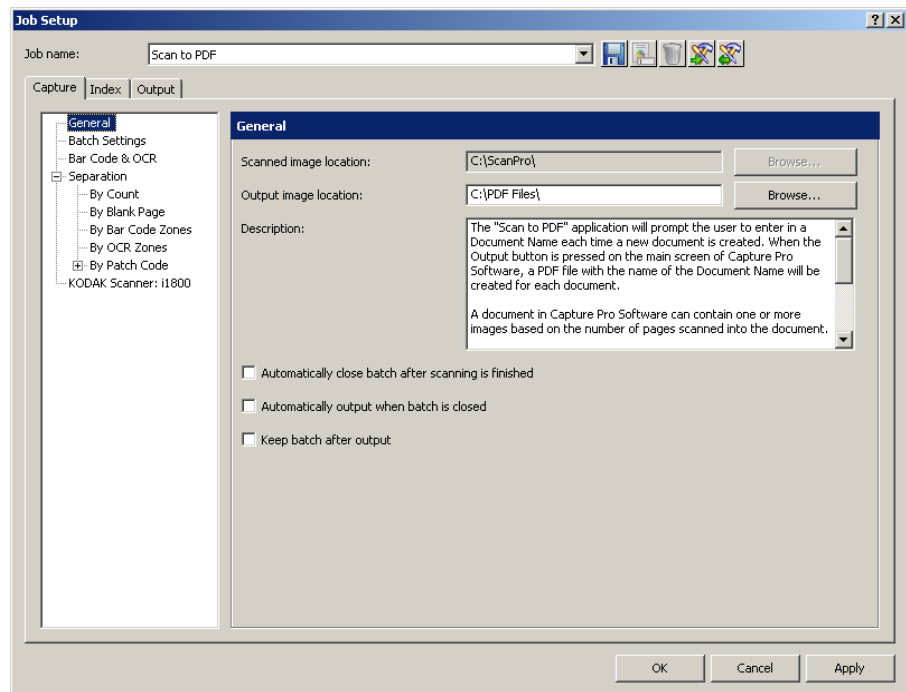 Job Setup
Job name:
Scan to PDF
Capture
Index
Output
General
Batch Settings
Bar Code & OCR
Separation
By Count
By Blank Page
By Bar Code Zones
By OCR Zones
By Patch Code
KODAK Scanner: i1800
General
Scanned image location:
C:\ScanPro\
Browse...
Output image location:
C:\PDF Files\
Browse...
Description:
The "Scan to PDF" application will prompt the user to enter in a
Document Name each time a new document is created. When the
Output button is pressed on the main screen of Capture Pro
Software, a PDF file with the name of the Document Name will be
created for each document.
A document in Capture Pro Software can contain one or more
images based on the number of pages scanned into the document.
Automatically close batch after scanning is finished
Automatically output when batch is closed
Keep batch after output
OK
Cancel
Apply